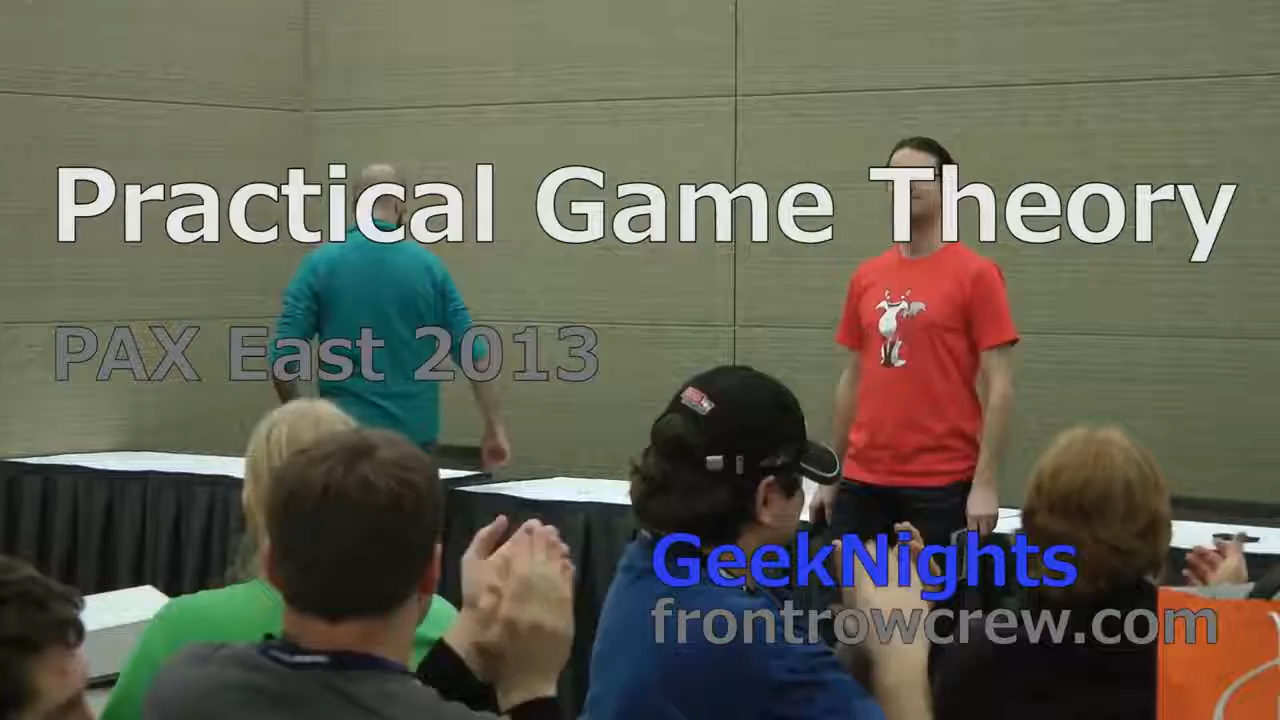 Practical Game Theory
PAX East 2013
GeekNights
frontrowcrew.com